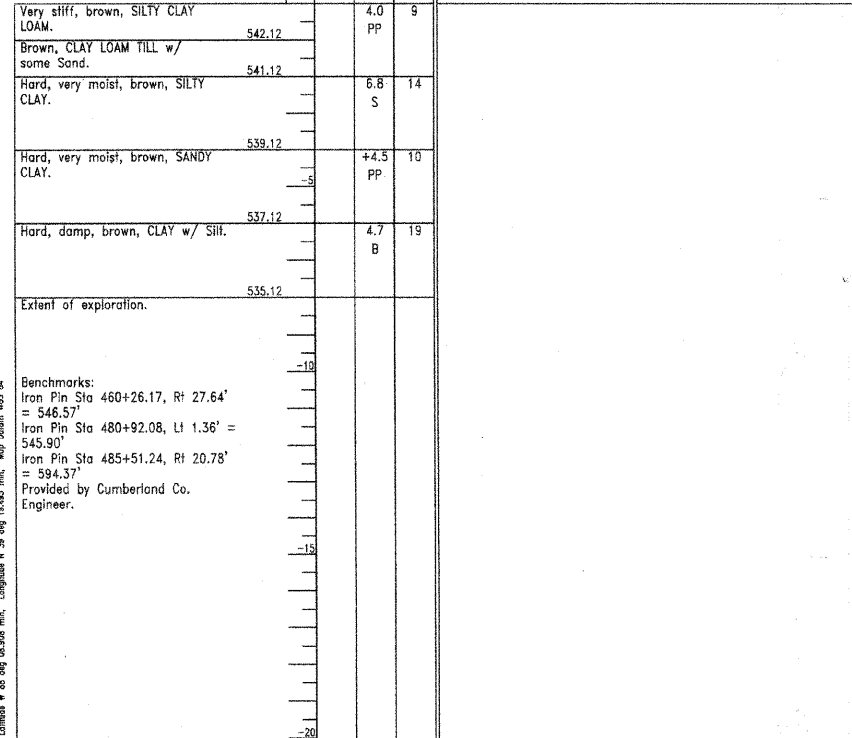 Very stiff, brown, SILTY CLAY 4.0 9
LOAM. 542.12 PP
Brown, CLAY LOAM TILL w/
some Sand. 541.12
Hard, very moist, brown, SILTY 6.8 14
CLAY. S
539.12
Hard, very moist, brown, SANDY +4.5 10
CLAY. -5 PP
537.12
Hard, damp, brown, CLAY w/ Silt. 4.7 19
B
535.12
Extent of exploration.
-10
Benchmarks:
Iron Pin Sta 460+26.17, Rt 27.64'
= 546.57'
Iron Pin Sta 480+92.08, Lt 1.36' =
545.90'
Iron Pin Sta 485+51.24, Rt 20.78'
= 594.37'
Provided by Cumberland Co.
Engineer.
-15
-20